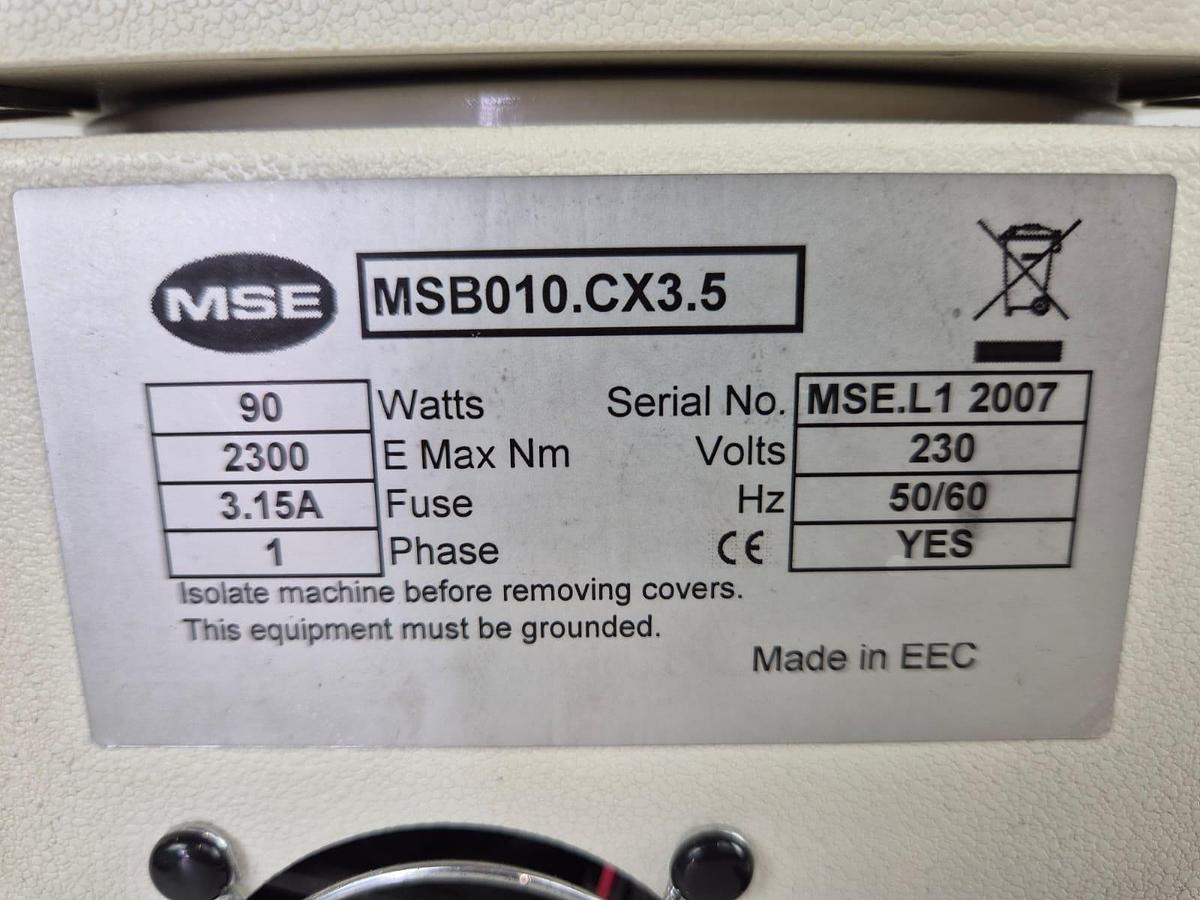 MSE MSB010.CX3.5
90 Watts Serial No. MSE.L1 2007
2300 E Max Nm Volts 230
3.15A Fuse Hz 50/60
1 Phase CE YES
Isolate machine before removing covers.
This equipment must be grounded.
Made in EEC